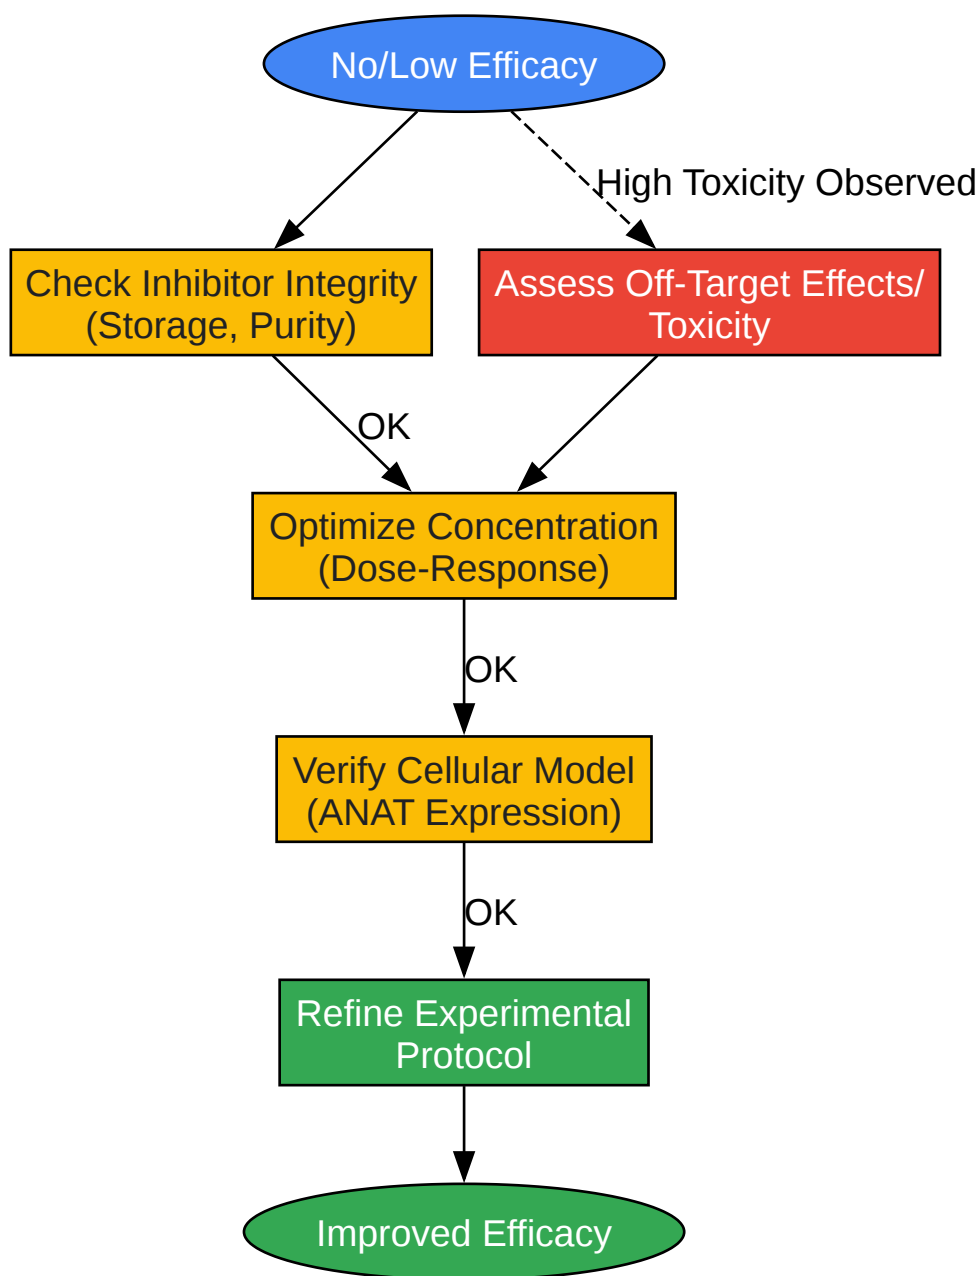 No/Low Efficacy
High Toxicity Observed
Check Inhibitor Integrity
(Storage, Purity)
Assess Off-Target Effects/
Toxicity
OK
Optimize Concentration
(Dose-Response)
OK
Verify Cellular Model
(ANAT Expression)
OK
Refine Experimental
Protocol
Improved Efficacy